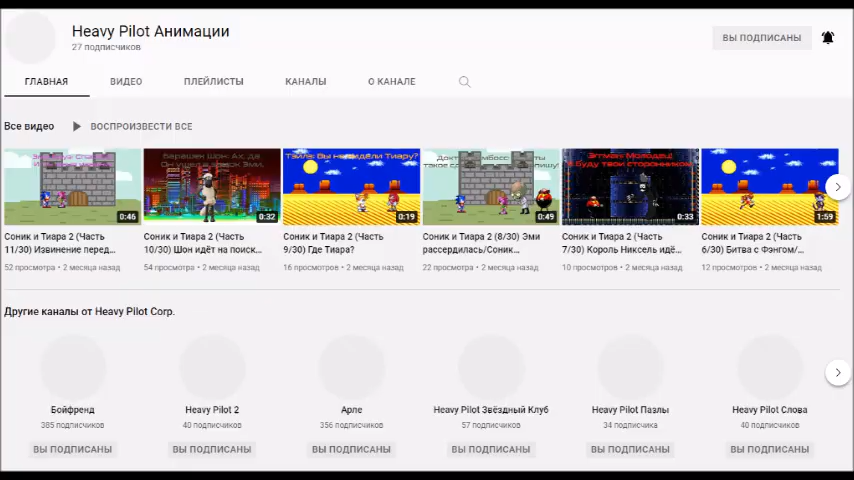 Heavy Pilot Анимации
27 подписчиков
ВЫ ПОДПИСАНЫ
ГЛАВНАЯ ВИДЕО ПЛЕЙЛИСТЫ КАНАЛЫ О КАНАЛЕ
Все видео ВОСПРОИЗВЕСТИ ВСЕ
Барашек Шон: Ах, да
Он ушёл
Тэйлз: Вы не видели Тиару?
Эггман: Молодец!
Я буду твои сторонником
0:46
0:32
0:19
0:49
0:33
1:59
Соник и Тиара 2 (Часть
11/30) Извинение перед...
52 просмотра • 2 месяца назад
Соник и Тиара 2 (Часть
10/30) Шон идёт на поиск...
54 просмотра • 2 месяца назад
Соник и Тиара 2 (Часть
9/30) Где Тиара?
16 просмотров • 2 месяца назад
Соник и Тиара 2 (8/30) Эми
рассердилась/Соник...
22 просмотра • 2 месяца назад
Соник и Тиара 2 (Часть
7/30) Король Никсель идё...
10 просмотров • 2 месяца назад
Соник и Тиара 2 (Часть
6/30) Битва с Фэнгом/...
12 просмотров • 2 месяца назад
Другие каналы от Heavy Pilot Corp.
Бойфренд
385 подписчиков
ВЫ ПОДПИСАНЫ
Heavy Pilot 2
40 подписчиков
ВЫ ПОДПИСАНЫ
Арле
356 подписчиков
ВЫ ПОДПИСАНЫ
Heavy Pilot Звёздный Клуб
57 подписчиков
ВЫ ПОДПИСАНЫ
Heavy Pilot Пазлы
34 подписчика
ВЫ ПОДПИСАНЫ
Heavy Pilot Слова
40 подписчиков
ВЫ ПОДПИСАНЫ